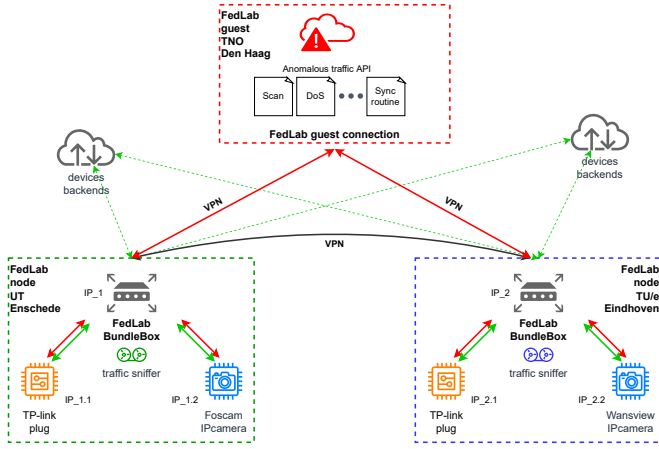 FedLab
guest
TNO
Den Haag
Anomalous traffic API
Scan
DoS
Sync
routine
FedLab guest connection
devices
backends
devices
backends
VPN
VPN
VPN
FedLab
node
UT
Enschede
IP_1
FedLab
BundleBox
traffic sniffer
IP_1.1
IP_1.2
TP-link
plug
Foscam
IPcamera
FedLab
node
TU/e
Eindhoven
IP_2
FedLab
BundleBox
traffic sniffer
IP_2.1
IP_2.2
TP-link
plug
Wansview
IPcamera